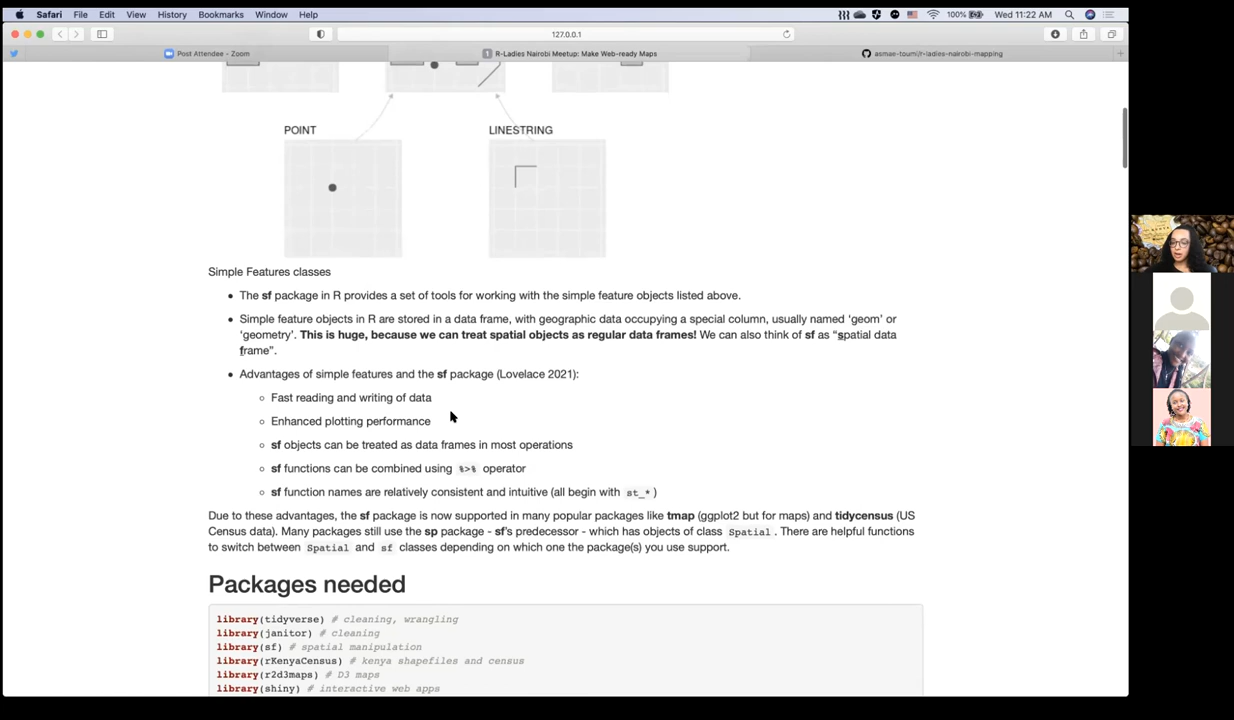 Safari File Edit View History Bookmarks Window Help 100% Wed 11:22 AM
127.0.0.1
Post Attendee - Zoom
1 R-Ladies Nairobi Meetup: Make Web-ready Maps
asmae-toumi/r-ladies-nairobi-mapping
POINT
LINESTRING
Simple Features classes
The sf package in R provides a set of tools for working with the simple feature objects listed above.
Simple feature objects in R are stored in a data frame, with geographic data occupying a special column, usually named ‘geom’ or
‘geometry’. This is huge, because we can treat spatial objects as regular data frames! We can also think of sf as “spatial data
frame”.
Advantages of simple features and the sf package (Lovelace 2021):
Fast reading and writing of data
Enhanced plotting performance
sf objects can be treated as data frames in most operations
sf functions can be combined using %>% operator
sf function names are relatively consistent and intuitive (all begin with st_* )
Due to these advantages, the sf package is now supported in many popular packages like tmap (ggplot2 but for maps) and tidycensus (US
Census data). Many packages still use the sp package - sf’s predecessor - which has objects of class Spatial . There are helpful functions
to switch between Spatial and sf classes depending on which one the package(s) you use support.
Packages needed
library(tidyverse) # cleaning, wrangling
library(janitor) # cleaning
library(sf) # spatial manipulation
library(rKenyaCensus) # kenya shapefiles and census
library(r2d3maps) # D3 maps
library(shiny) # interactive web apps